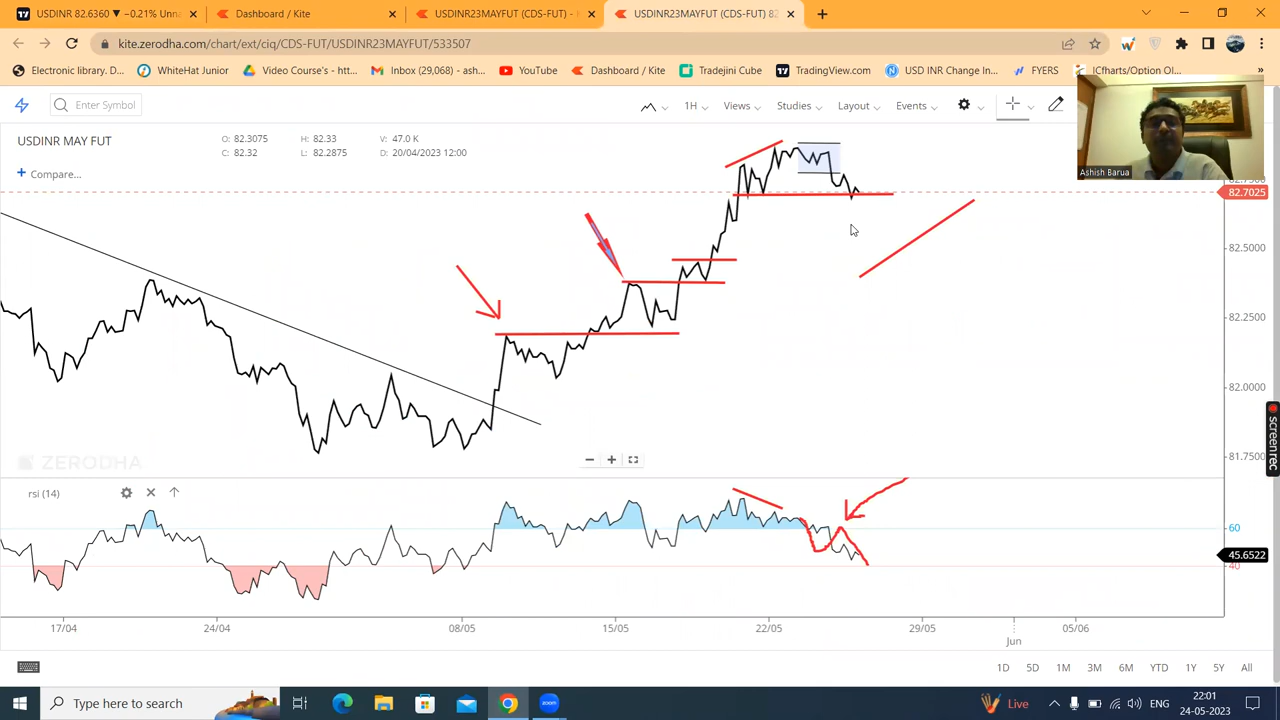 USDINR 82.6360 ▼ −0.21% Unna
Dashboard / Kite
USDINR23MAYFUT (CDS-FUT) - K
USDINR23MAYFUT (CDS-FUT) 82
kite.zerodha.com/chart/ext/ciq/CDS-FUT/USDINR23MAYFUT/533307
Electronic library. D...
WhiteHat Junior
Video Course's - htt...
Inbox (29,068) - ash...
YouTube
Dashboard / Kite
Tradejini Cube
TradingView.com
USD INR Change In...
FYERS
ICfharts/Option Ol...
Enter Symbol
1H
Views
Studies
Layout
Events
USDINR MAY FUT
O: 82.3075
H: 82.33
V: 47.0 K
C: 82.32
L: 82.2875
D: 20/04/2023 12:00
Compare...
Ashish Barua
82.7025
82.5000
82.2500
82.0000
81.7500
ZERODHA
rsi (14)
60
45.6522
40
screenrec
17/04
24/04
08/05
15/05
22/05
29/05
Jun
05/06
1D
5D
1M
3M
6M
YTD
1Y
5Y
All
Type here to search
zoom
Live
ENG
22:01
24-05-2023